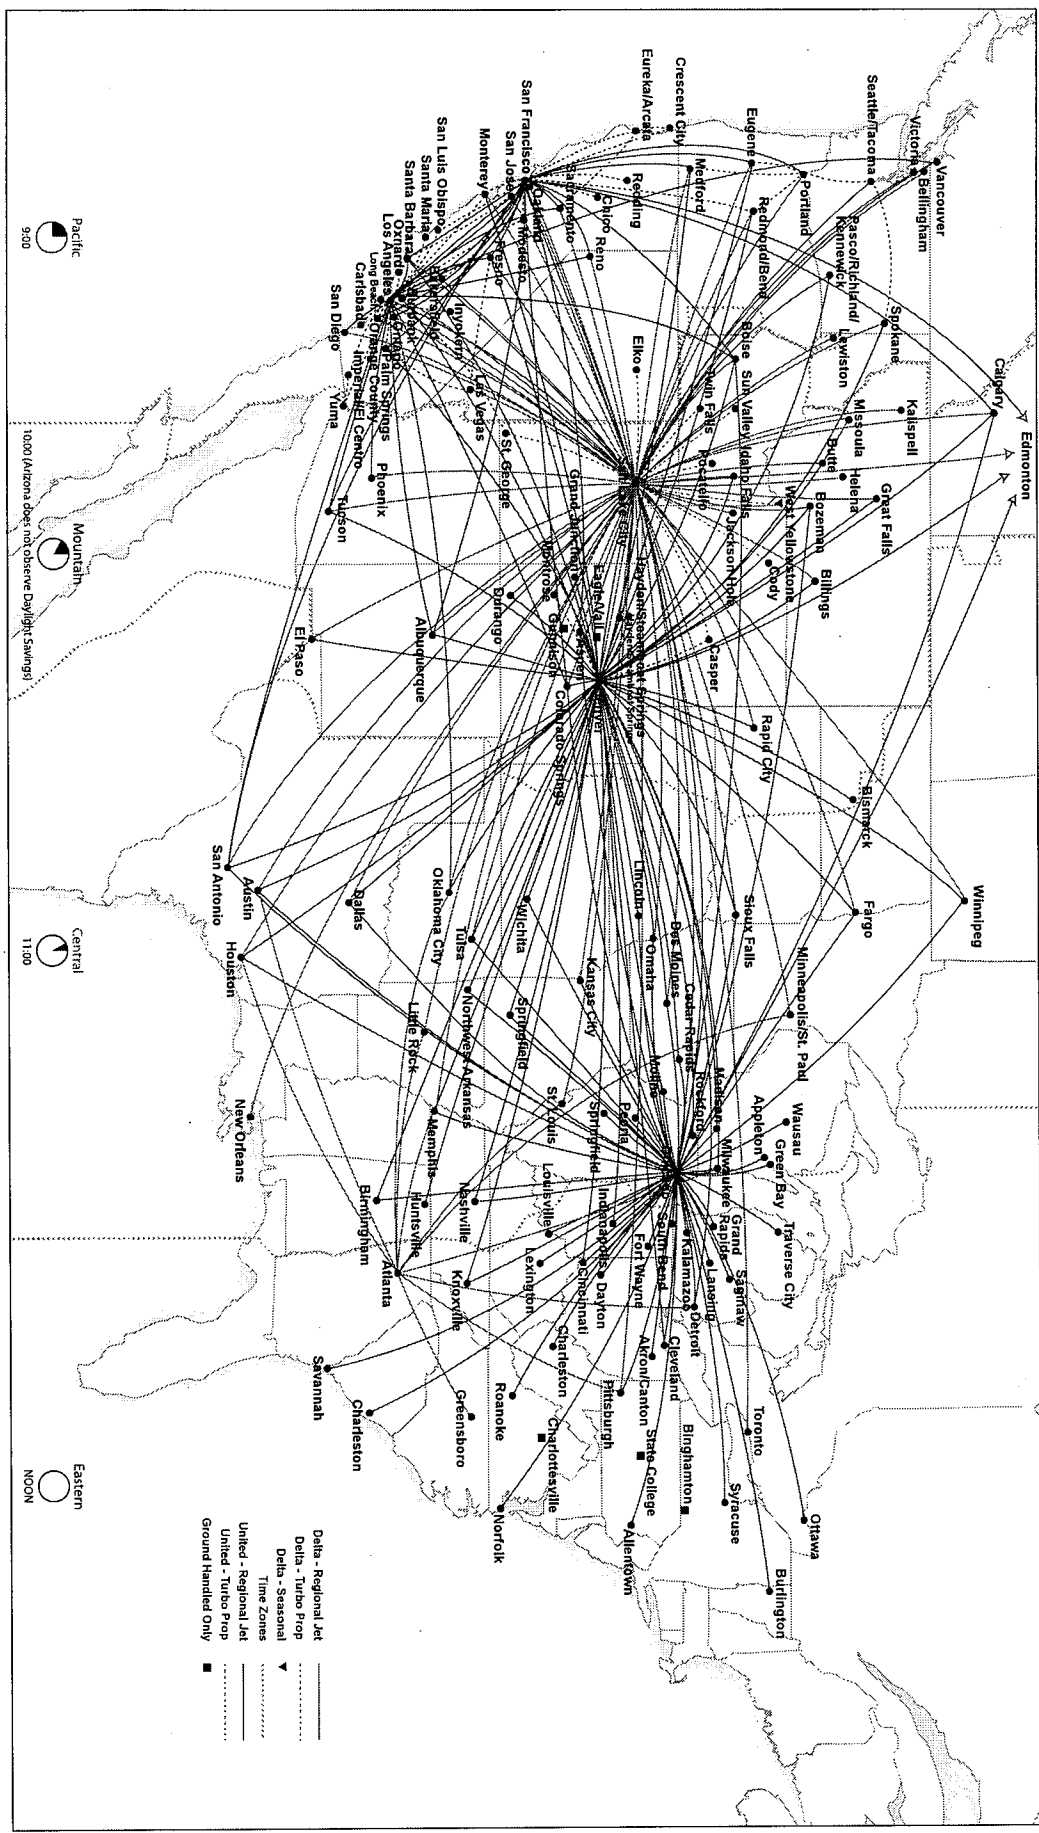 Vancouver
Victoria
Bellingham
Seattle/Tacoma
Pasco/Richland/
Kennewick
Spokane
Lewiston
Portland
Eugene
Redmond/Bend
Medford
Crescent City
Eureka/Arcata
Redding
Chico
Reno
Sacramento
San Francisco
Oakland
San Jose
Modesto
Monterey
Fresno
San Luis Obispo
Santa Maria
Santa Barbara
Oxnard
Los Angeles
Long Beach
Burbank
Ontario
Inyokern
Orange County
Carlsbad
Palm Springs
San Diego
Imperial/El Centro
Yuma
Las Vegas
St. George
Elko
Boise
Sun Valley
Twin Falls
Pocatello
Idaho Falls
Jackson Hole
West Yellowstone
Calgary
Edmonton
Kalispell
Missoula
Butte
Helena
Great Falls
Bozeman
Billings
Cody
Casper
Rapid City
Bismarck
Phoenix
Tucson
Grand Junction
Montrose
Eagle/Vail
Hayden/Steamboat Springs
Aspen
Gunnison
Durango
Colorado Springs
Albuquerque
El Paso
Winnipeg
Fargo
Sioux Falls
Minneapolis/St. Paul
Lincoln
Omaha
Des Moines
Cedar Rapids
Wichita
Kansas City
Oklahoma City
Tulsa
Springfield
Northwest Arkansas
Little Rock
Dallas
Austin
San Antonio
Houston
New Orleans
Memphis
St. Louis
Springfield
Peoria
Moline
Rockford
Madison
Milwaukee
Appleton
Wausau
Green Bay
Traverse City
Grand
Rapids
Saginaw
Lansing
Kalamazoo
South Bend
Fort Wayne
Indianapolis
Louisville
Lexington
Cincinnati
Dayton
Nashville
Huntsville
Birmingham
Atlanta
Knoxville
Detroit
Cleveland
Akron/Canton
Pittsburgh
Charleston
Roanoke
Greensboro
Charleston
Savannah
Charlottesville
Norfolk
State College
Binghamton
Allentown
Syracuse
Toronto
Ottawa
Burlington
Pacific
9:00
Mountain
10:00 (Arizona does not observe Daylight Savings)
Central
11:00
Eastern
NOON
Delta - Regional Jet
Delta - Turbo Prop
Delta - Seasonal
Time Zones
United - Regional Jet
United - Turbo Prop
Ground Handled Only